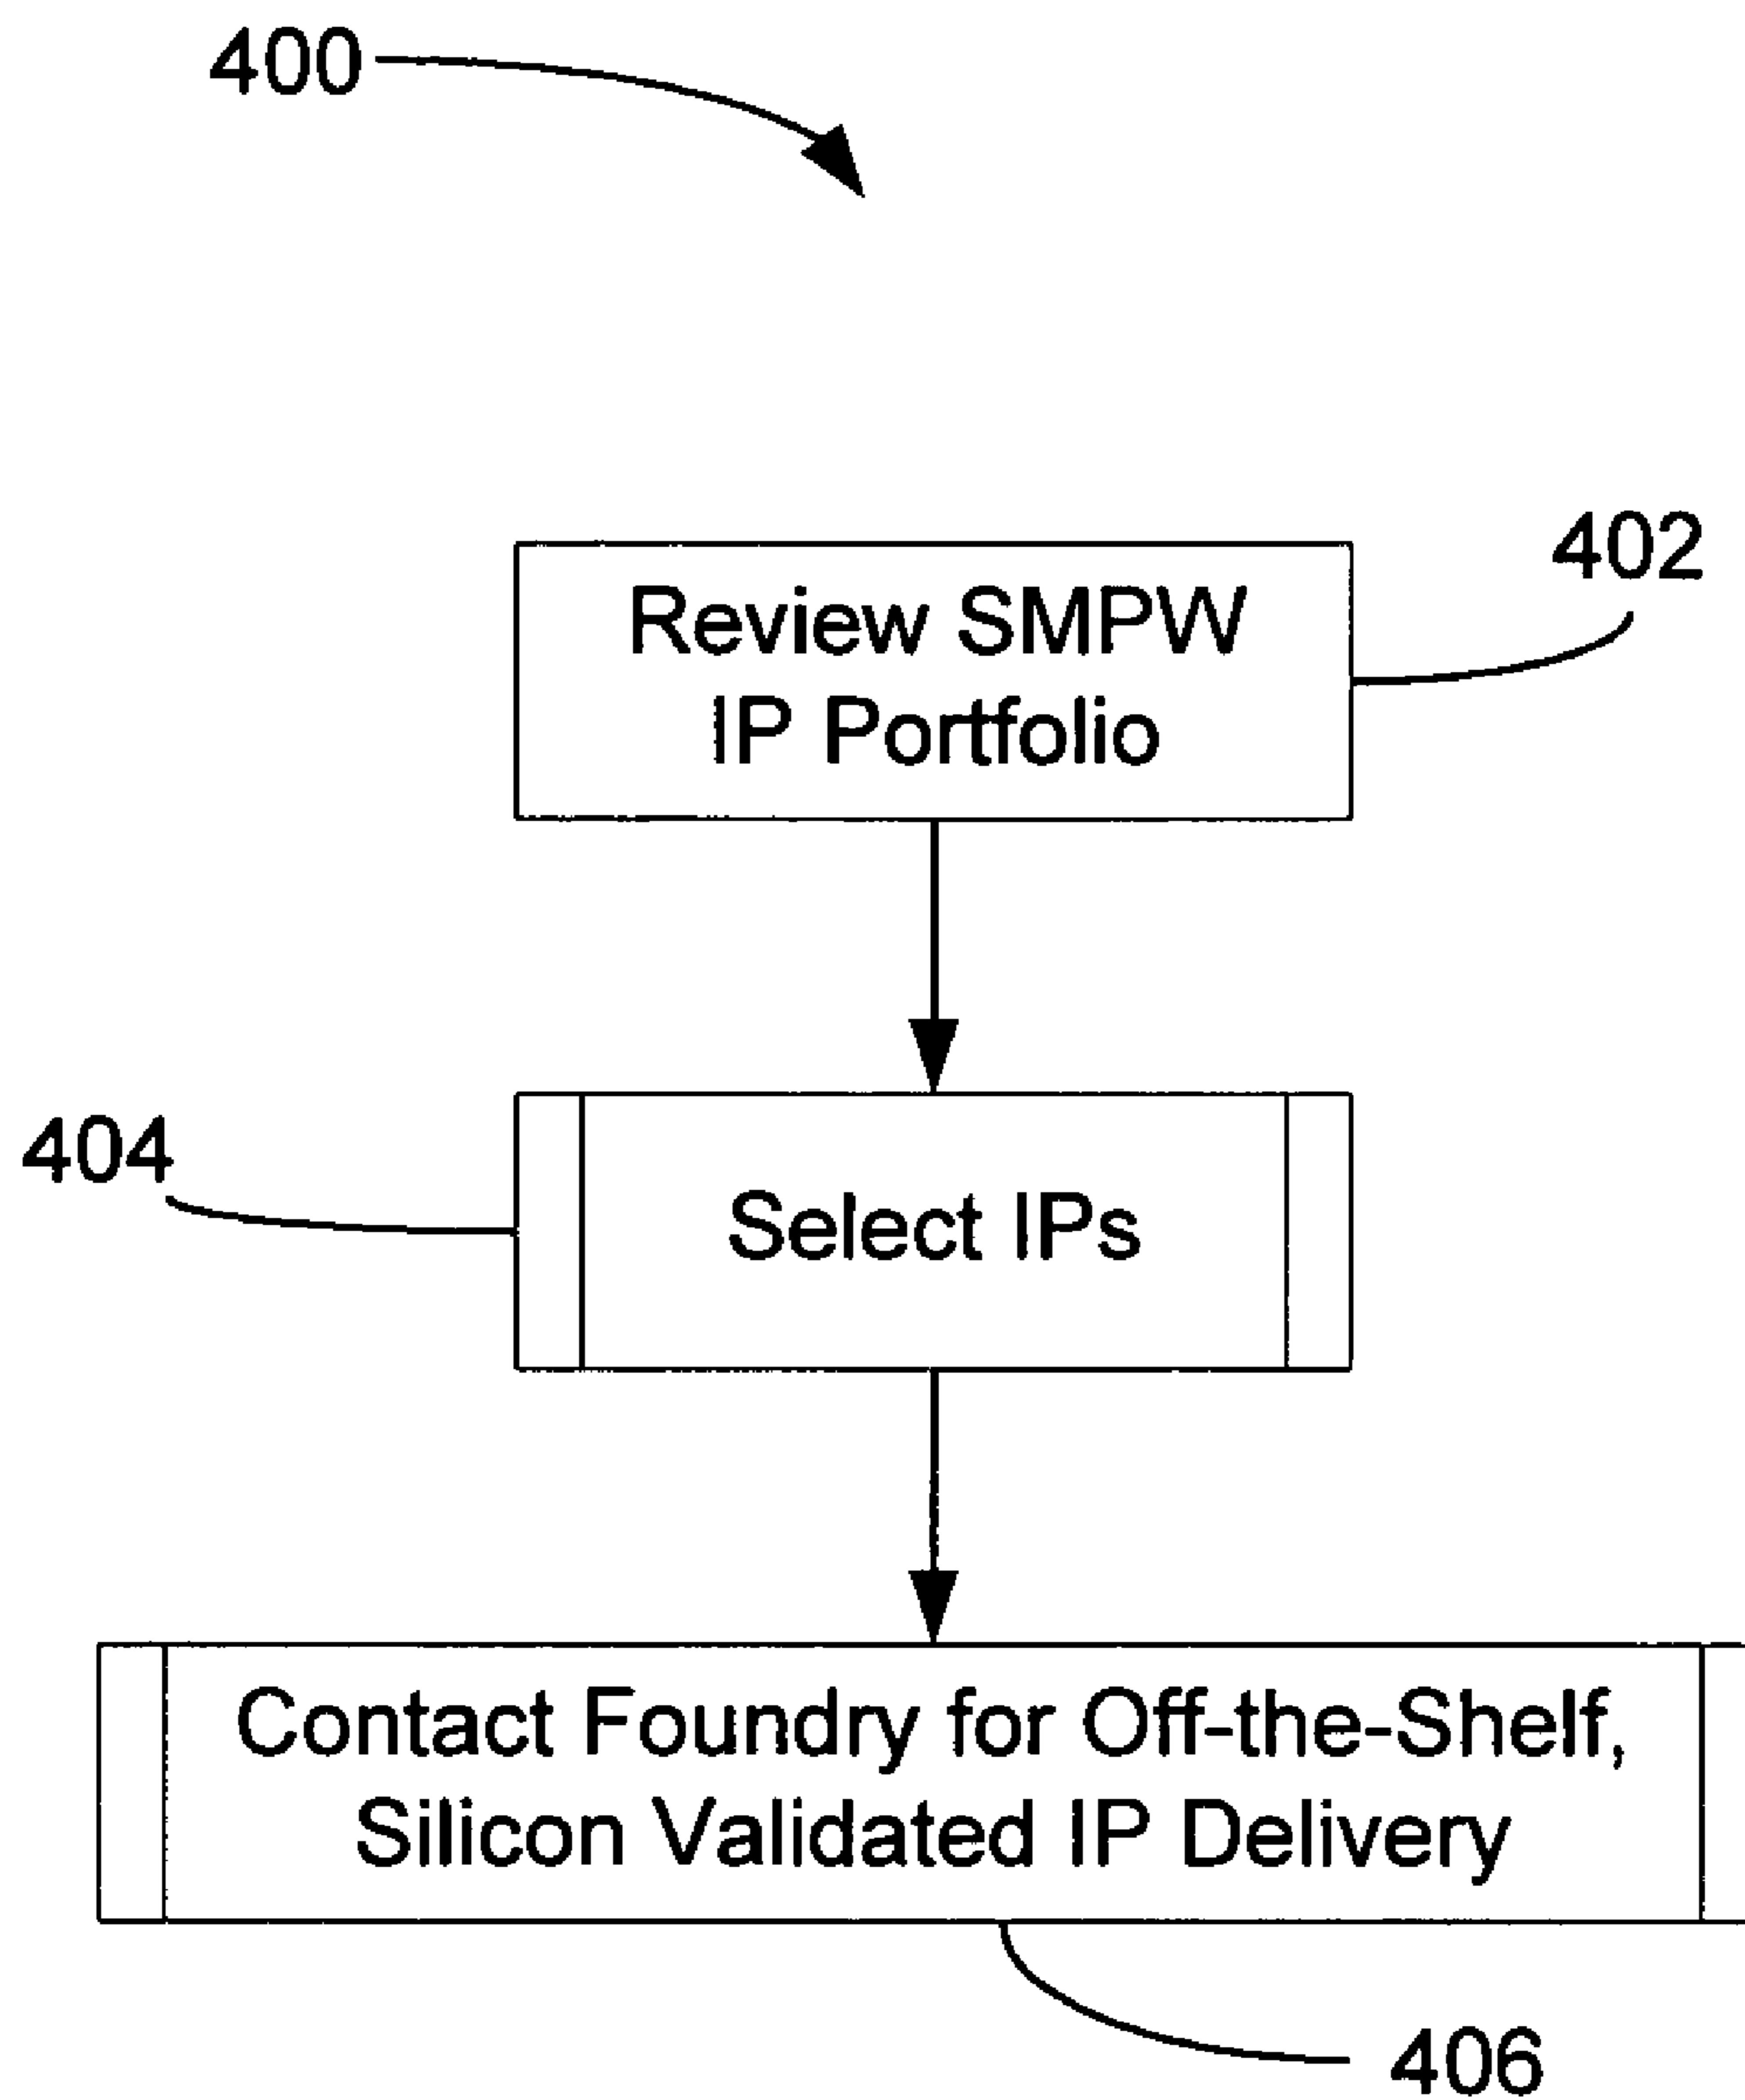 400
402
Review SMPW
IP Portfolio
404
Select IPs
Contact Foundry for Off-the-Shelf,
Silicon Validated IP Delivery
406